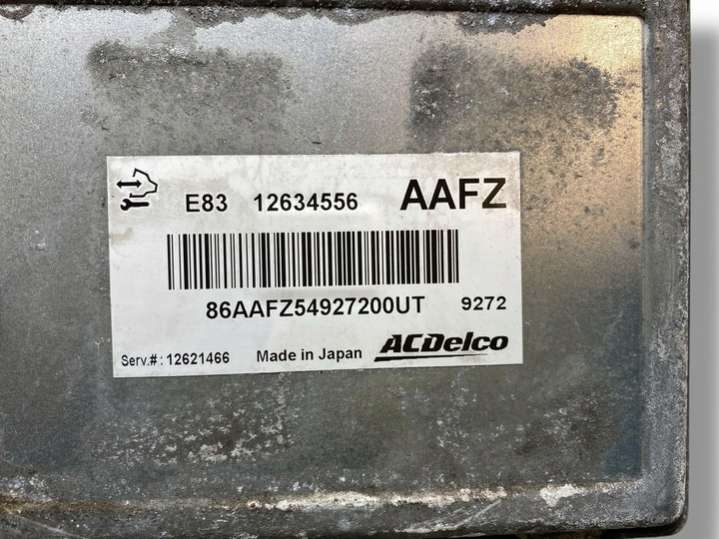 E83 12634556 AAFZ
86AAFZ54927200UT 9272
Serv.#: 12621466 Made in Japan ACDelco